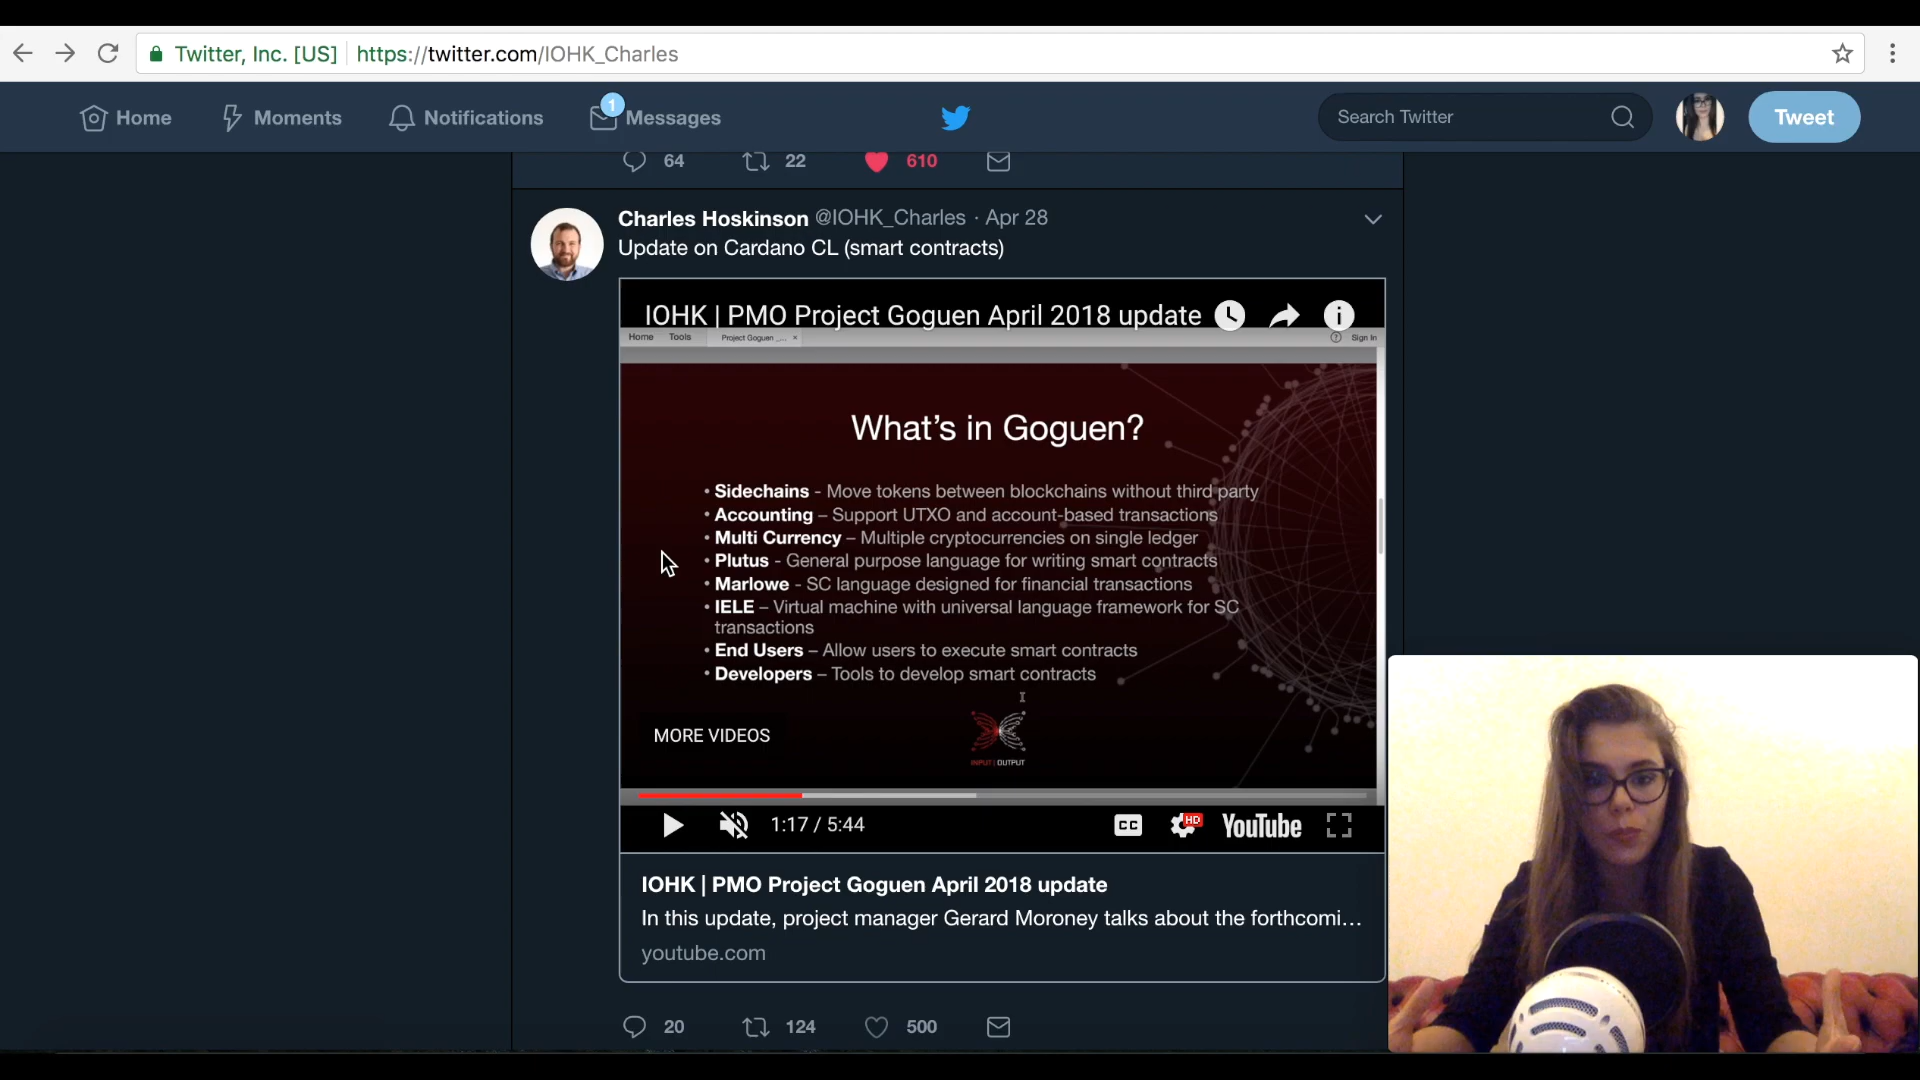 Twitter, Inc. [US] https://twitter.com/IOHK_Charles
Home Moments Notifications 1 Messages Search Twitter Tweet
64 22 610
Charles Hoskinson @IOHK_Charles · Apr 28
Update on Cardano CL (smart contracts)
IOHK | PMO Project Goguen April 2018 update
Home Tools Project Goguen _... × ? Sign In
What's in Goguen?
• Sidechains - Move tokens between blockchains without third party
• Accounting – Support UTXO and account-based transactions
• Multi Currency – Multiple cryptocurrencies on single ledger
• Plutus - General purpose language for writing smart contracts
• Marlowe - SC language designed for financial transactions
• IELE – Virtual machine with universal language framework for SC
transactions
• End Users – Allow users to execute smart contracts
• Developers – Tools to develop smart contracts
MORE VIDEOS
INPUT | OUTPUT
1:17 / 5:44 CC HD YouTube
IOHK | PMO Project Goguen April 2018 update
In this update, project manager Gerard Moroney talks about the forthcomi...
youtube.com
20 124 500